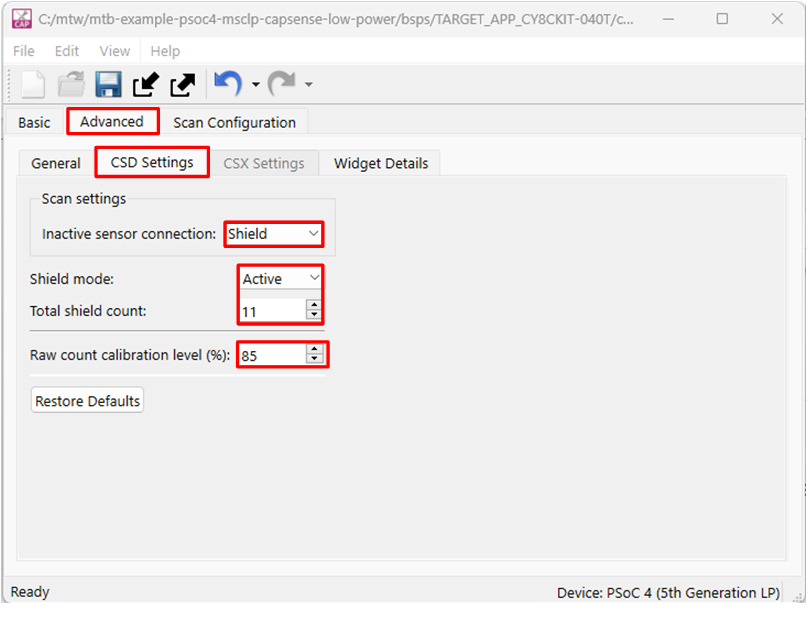 CAP C:/mtw/mtb-example-psoc4-msclp-capsense-low-power/bsps/TARGET_APP_CY8CKIT-040T/c...
File Edit View Help
Basic Advanced Scan Configuration
General CSD Settings CSX Settings Widget Details
Scan settings
Inactive sensor connection: Shield
Shield mode: Active
Total shield count: 11
Raw count calibration level (%): 85
Restore Defaults
Ready Device: PSoC 4 (5th Generation LP)